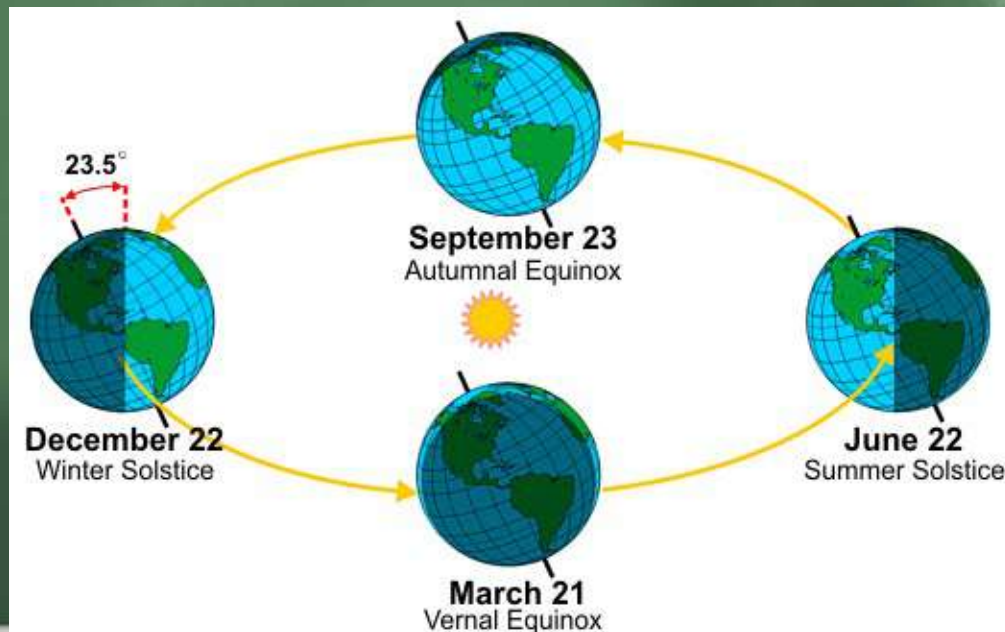 September 23
Autumnal Equinox
23.5°
December 22
Winter Solstice
June 22
Summer Solstice
March 21
Vernal Equinox